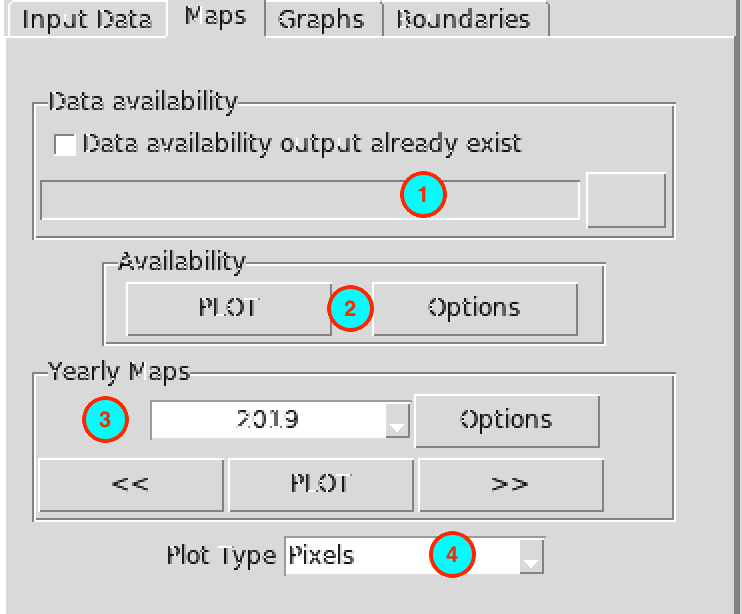 Input Data Maps Graphs Boundaries
Data availability
Data availability output already exist
1
Availability
PLOT 2 Options
Yearly Maps
3 2019 Options
<< PLOT >>
Plot Type Pixels 4